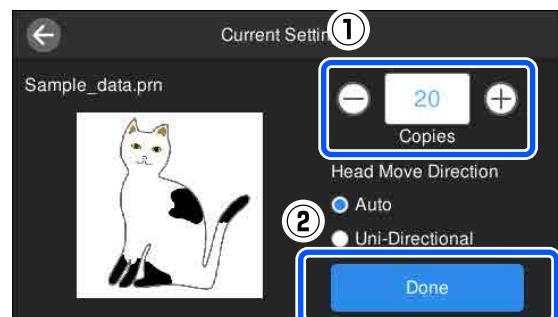 Current Settin
①
Sample_data.prn
20
Copies
Head Move Direction
Auto
②
Uni-Directional
Done